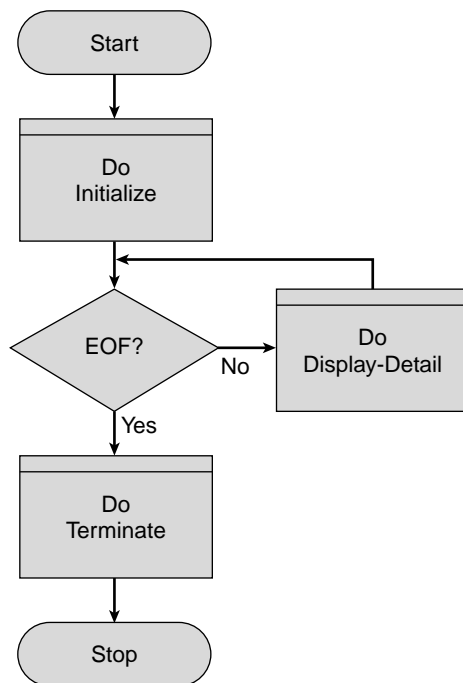 Start
Do
Initialize
EOF?
No
Do
Display-Detail
Yes
Do
Terminate
Stop